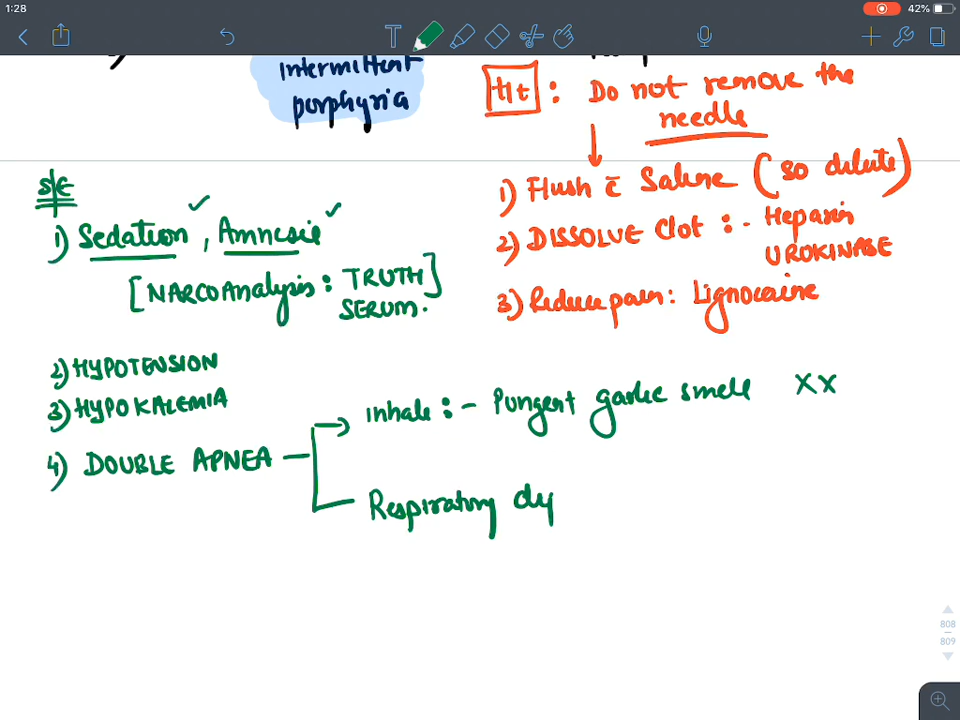 1:28
42%
T
intermittent
porphyria
Htt : Do not remove the
needle
1) Flush c̄ Saline (so dilute)
2) DISSOLVE Clot :- Heparin
UROKINASE
3) Reduce pain : Lignocaine
S/E
1) Sedation , Amnesia
[NARCOAnalysis : TRUTH
SERUM.]
2) HYPOTENSION
3) HYPOKALEMIA
4) DOUBLE APNEA
Inhale :- Pungent garlic smell XX
Respiratory dy
808
809